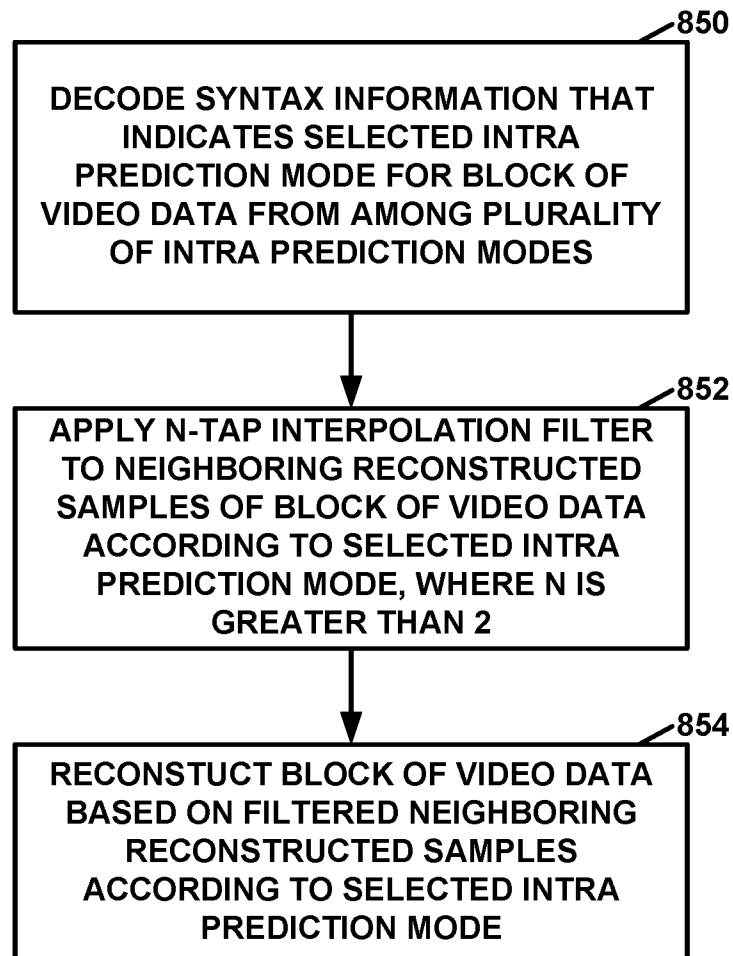 850
DECODE SYNTAX INFORMATION THAT
INDICATES SELECTED INTRA
PREDICTION MODE FOR BLOCK OF
VIDEO DATA FROM AMONG PLURALITY
OF INTRA PREDICTION MODES
852
APPLY N-TAP INTERPOLATION FILTER
TO NEIGHBORING RECONSTRUCTED
SAMPLES OF BLOCK OF VIDEO DATA
ACCORDING TO SELECTED INTRA
PREDICTION MODE, WHERE N IS
GREATER THAN 2
854
RECONSTUCT BLOCK OF VIDEO DATA
BASED ON FILTERED NEIGHBORING
RECONSTRUCTED SAMPLES
ACCORDING TO SELECTED INTRA
PREDICTION MODE